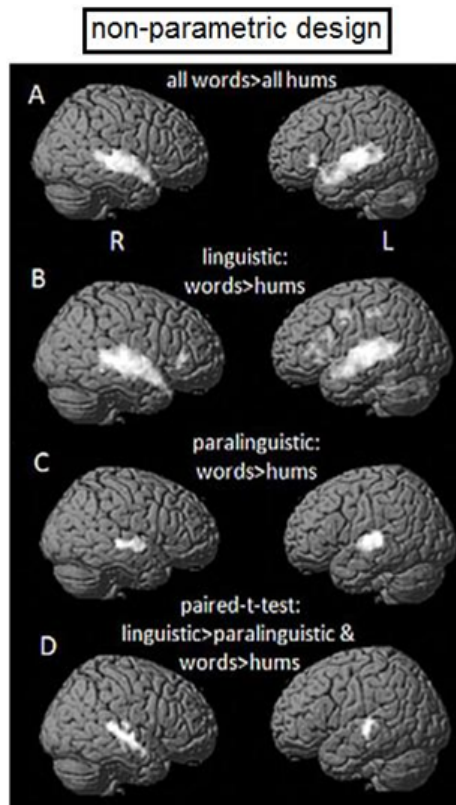 non-parametric design
A
all words>all hums
R
L
linguistic:
B
words>hums
paralinguistic:
C
words>hums
paired-t-test:
linguistic>paralinguistic &
D
words>hums